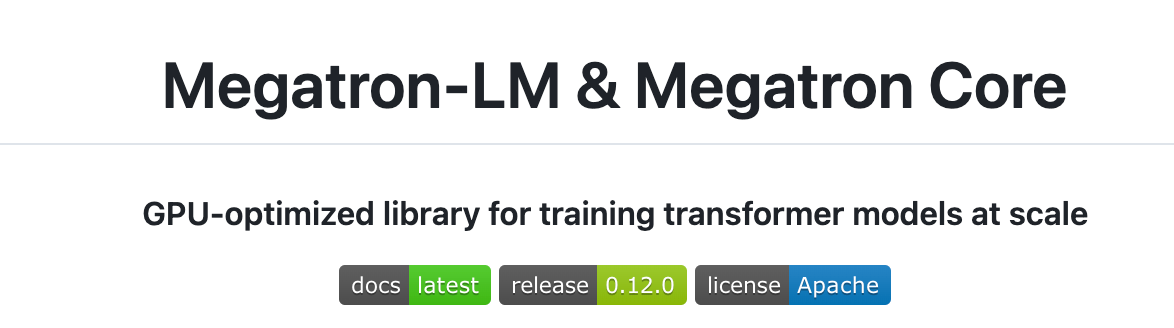 Megatron-LM & Megatron Core
GPU-optimized library for training transformer models at scale
docs latest release 0.12.0 license Apache